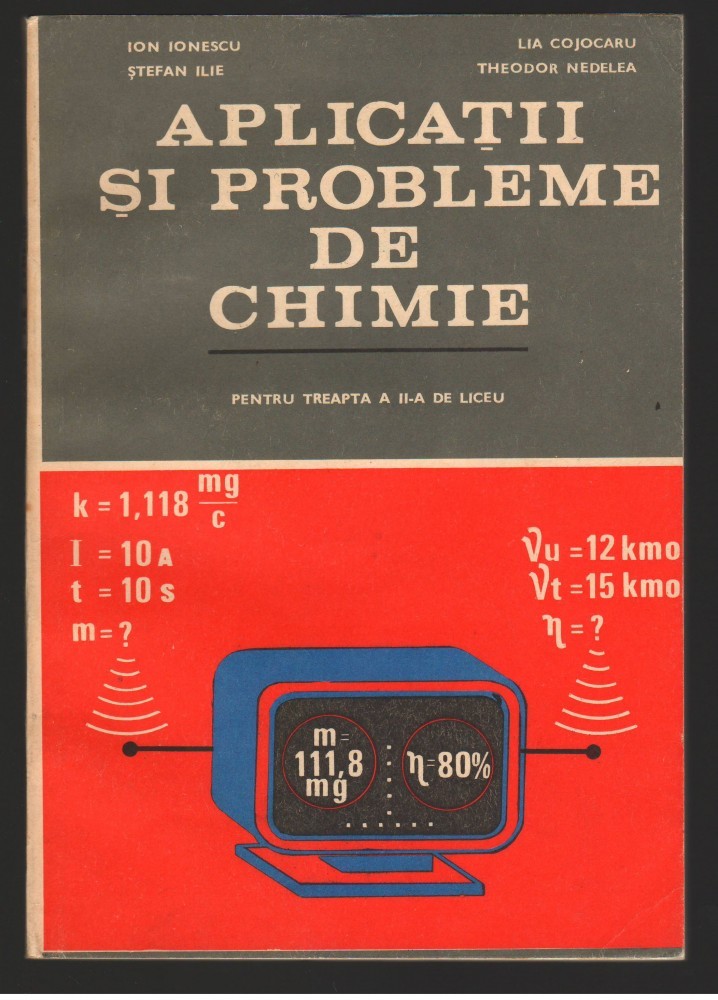 ION IONESCU
ŞTEFAN ILIE
LIA COJOCARU
THEODOR NEDELEA
APLICAŢII
ŞI PROBLEME
DE
CHIMIE
PENTRU TREAPTA A II-A DE LICEU
k = 1,118 mg/c
I = 10 A
t = 10 s
m = ?
νu = 12 kmo
νt = 15 kmo
η = ?
m =
111,8
mg
η = 80%